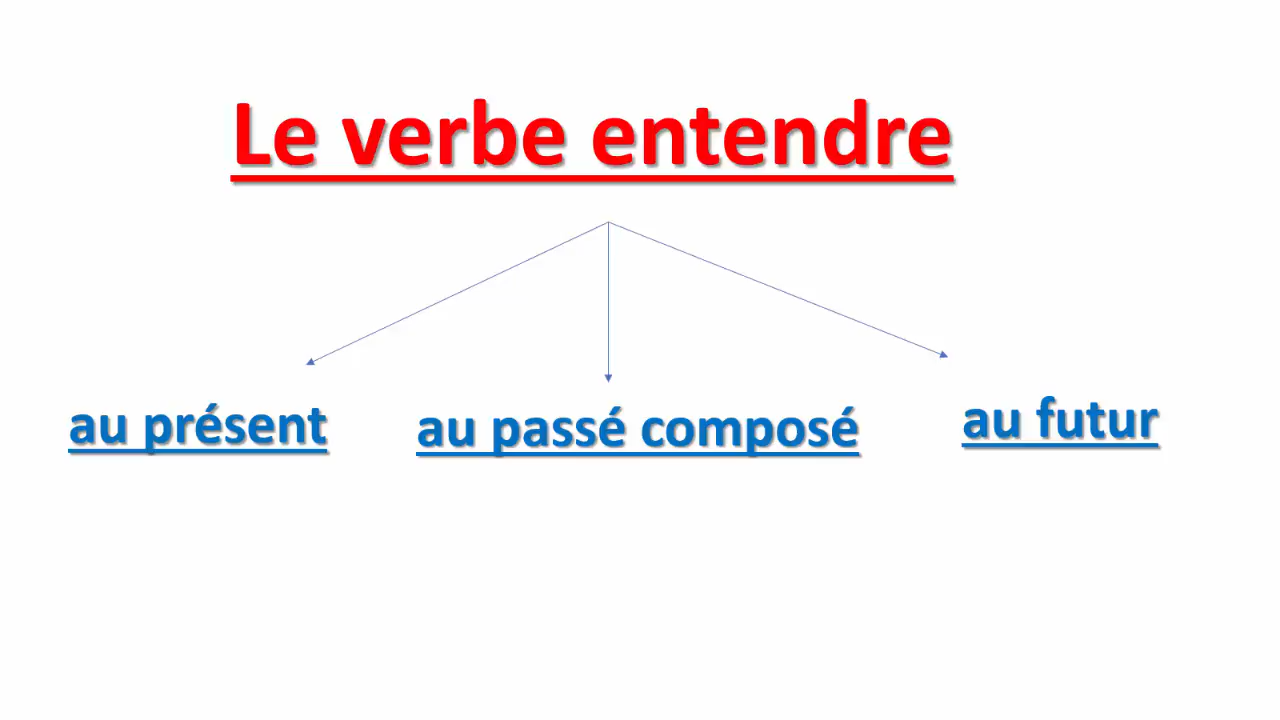 Le verbe entendre
au présent
au passé composé
au futur